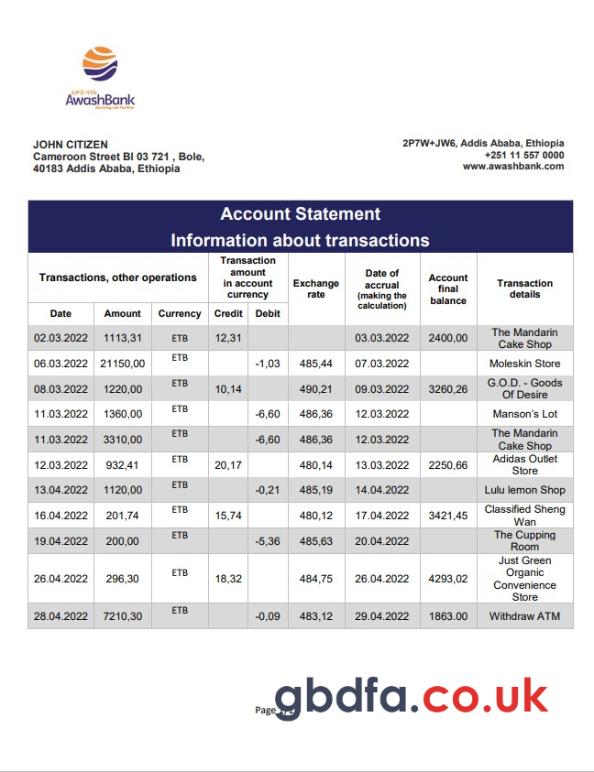 AwashBank
JOHN CITIZEN
Cameroon Street Bl 03 721 , Bole,
40183 Addis Ababa, Ethiopia
2P7W+JW6, Addis Ababa, Ethiopia
+251 11 557 0000
www.awashbank.com
Account Statement
Information about transactions
Transactions, other operations
Transaction
amount
in account
currency
Exchange
rate
Date of
accrual
(making the
calculation)
Account
final
balance
Transaction
details
Date Amount Currency Credit Debit
02.03.2022 1113,31 ETB 12,31 03.03.2022 2400,00 The Mandarin
Cake Shop
06.03.2022 21150,00 ETB -1,03 485,44 07.03.2022 Moleskin Store
08.03.2022 1220,00 ETB 10,14 490,21 09.03.2022 3260,26 G.O.D. - Goods
Of Desire
11.03.2022 1360,00 ETB -6,60 486,36 12.03.2022 Manson's Lot
11.03.2022 3310,00 ETB -6,60 486,36 12.03.2022 The Mandarin
Cake Shop
12.03.2022 932,41 ETB 20,17 480,14 13.03.2022 2250,66 Adidas Outlet
Store
13.04.2022 1120,00 ETB -0,21 485,19 14.04.2022 Lulu lemon Shop
16.04.2022 201,74 ETB 15,74 480,12 17.04.2022 3421,45 Classified Sheng
Wan
19.04.2022 200,00 ETB -5,36 485,63 20.04.2022 The Cupping
Room
26.04.2022 296,30 ETB 18,32 484,75 26.04.2022 4293,02 Just Green
Organic
Convenience
Store
28.04.2022 7210,30 ETB -0,09 483,12 29.04.2022 1863.00 Withdraw ATM
Page
gbdfa.co.uk